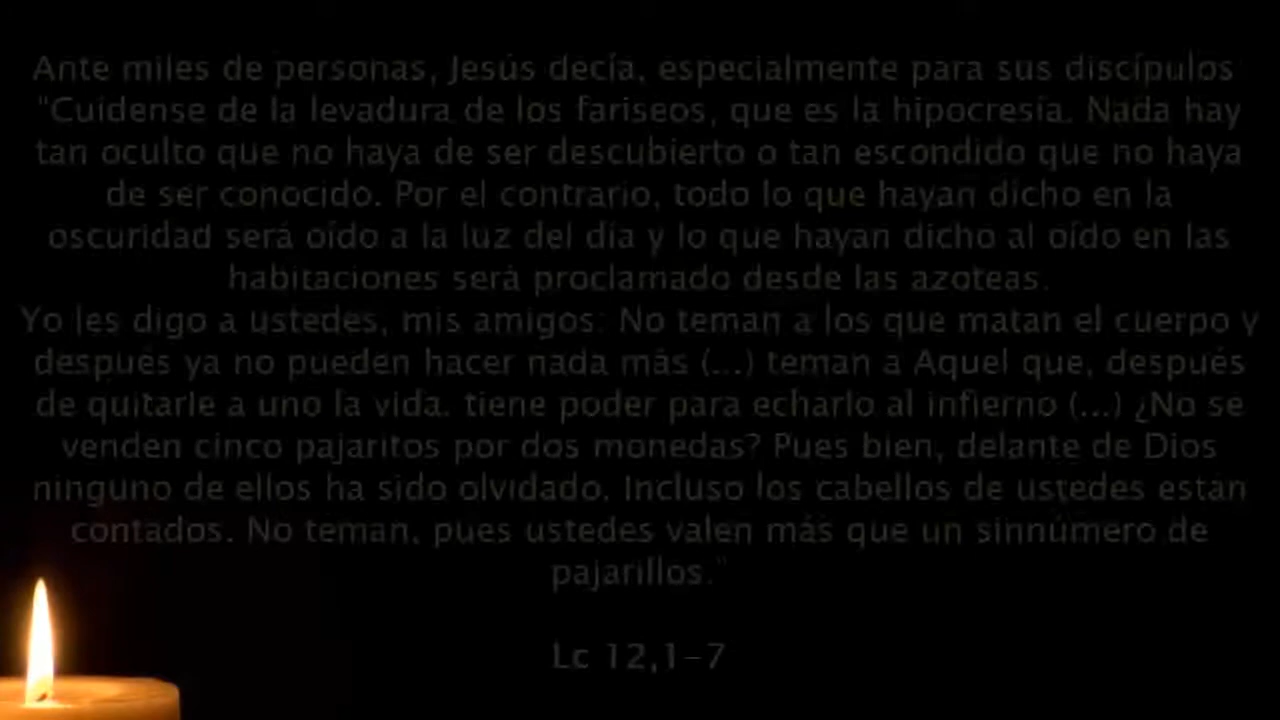 Ante miles de personas, Jesús decía, especialmente para sus discípulos:
"Cuídense de la levadura de los fariseos, que es la hipocresía. Nada hay
tan oculto que no haya de ser descubierto o tan escondido que no haya
de ser conocido. Por el contrario, todo lo que hayan dicho en la
oscuridad será oído a la luz del día y lo que hayan dicho al oído en las
habitaciones será proclamado desde las azoteas.
Yo les digo a ustedes, mis amigos: No teman a los que matan el cuerpo y
después ya no pueden hacer nada más (...) teman a Aquel que, después
de quitarle a uno la vida, tiene poder para echarlo al infierno (...) ¿No se
venden cinco pajaritos por dos monedas? Pues bien, delante de Dios
ninguno de ellos ha sido olvidado. Incluso los cabellos de ustedes están
contados. No teman, pues ustedes valen más que un sinnúmero de
pajarillos."
Lc 12,1-7